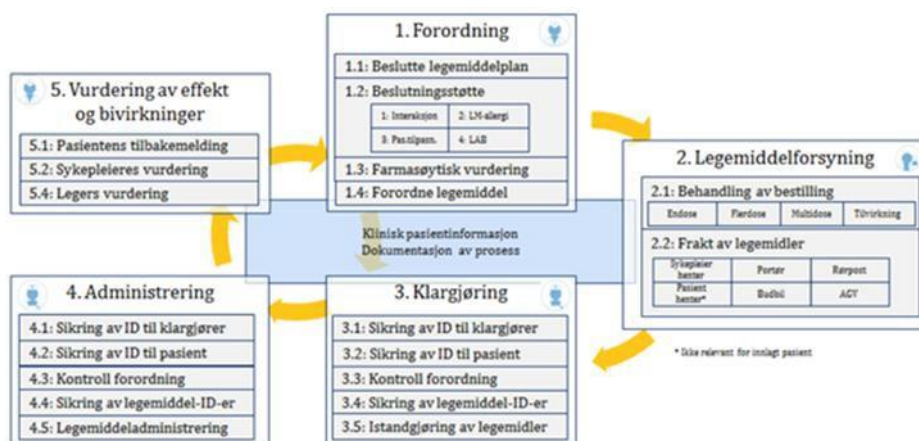 1. Forordning
1.1: Beslutte legemiddelplan
1.2: Beslutningsstøtte
1: Interaksjon
2: LM-allergi
3: Pas.tilpasn.
4: LAB
1.3: Farmasøytisk vurdering
1.4: Forordne legemiddel
2. Legemiddelforsyning
2.1: Behandling av bestilling
Endose
Flerdose
Multidose
Tilvirkning
2.2: Frakt av legemidler
Sykepleier
henter
Portør
Rørpost
Pasient
henter*
Budbil
AGV
* Ikke relevant for innlagt pasient
3. Klargjøring
3.1: Sikring av ID til klargjører
3.2: Sikring av ID til pasient
3.3: Kontroll forordning
3.4: Sikring av legemiddel-ID-er
3.5: Istandgjøring av legemidler
4. Administrering
4.1: Sikring av ID til klargjører
4.2: Sikring av ID til pasient
4.3: Kontroll forordning
4.4: Sikring av legemiddel-ID-er
4.5: Legemiddeladministrering
5. Vurdering av effekt
og bivirkninger
5.1: Pasientens tilbakemelding
5.2: Sykepleieres vurdering
5.4: Legers vurdering
Klinisk pasientinformasjon
Dokumentasjon av prosess